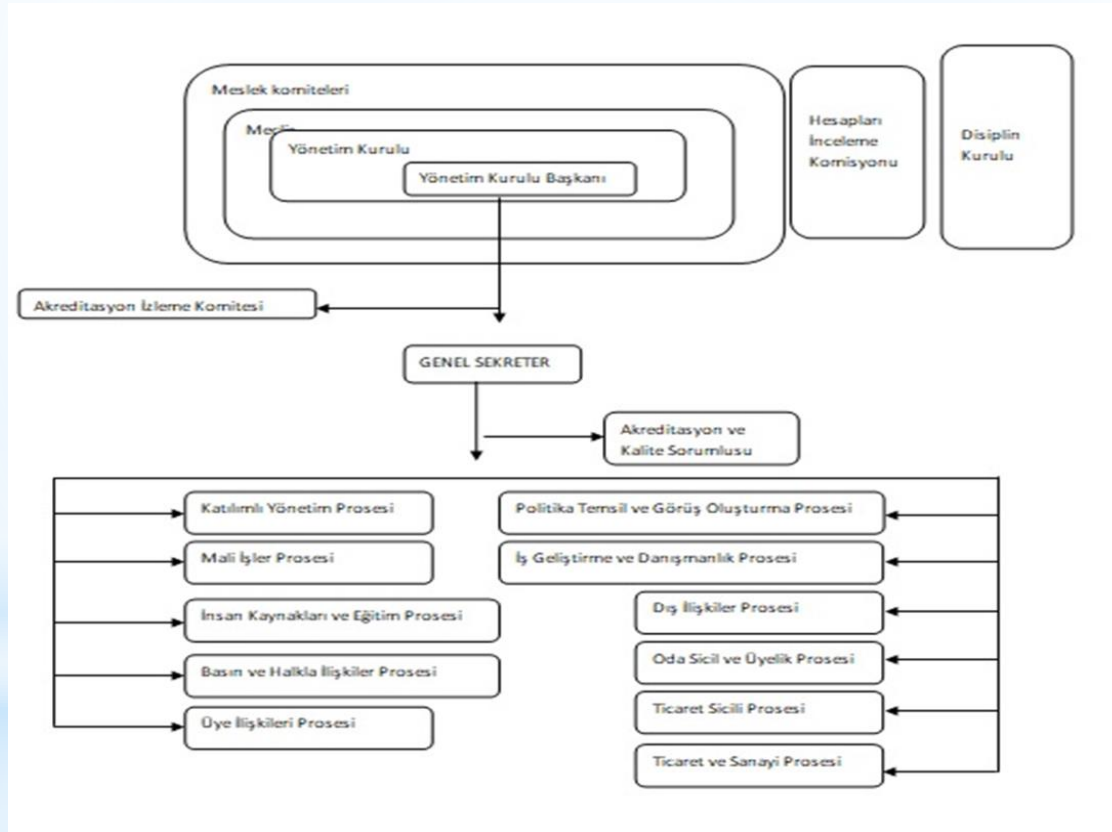 Meslek komiteleri
Yönetim Kurulu
Yönetim Kurulu Başkanı
Hesapları
İnceleme
Komisyonu
Disiplin
Kurulu
Akreditasyon İzleme Komitesi
GENEL SEKRETER
Akreditasyon ve
Kalite Sorumlusu
Katılımlı Yönetim Prosesi
Mali İşler Prosesi
İnsan Kaynakları ve Eğitim Prosesi
Basın ve Halkla İlişkiler Prosesi
Üye İlişkileri Prosesi
Politika Temsil ve Görüş Oluşturma Prosesi
İş Geliştirme ve Danışmanlık Prosesi
Dış İlişkiler Prosesi
Oda Sicil ve Üyelik Prosesi
Ticaret Sicili Prosesi
Ticaret ve Sanayi Prosesi